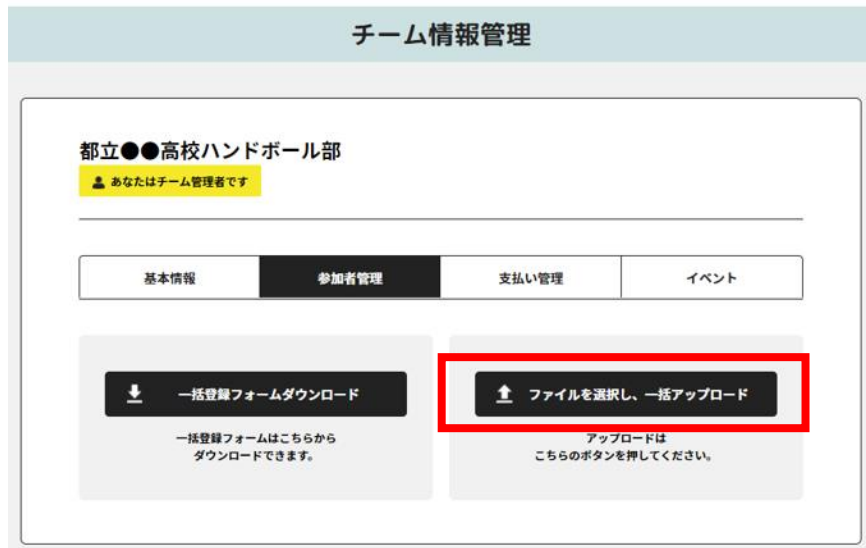 チーム情報管理
都立●●高校ハンドボール部
あなたはチーム管理者です
基本情報
参加者管理
支払い管理
イベント
一括登録フォームダウンロード
一括登録フォームはこちらから
ダウンロードできます。
ファイルを選択し、一括アップロード
アップロードは
こちらのボタンを押してください。